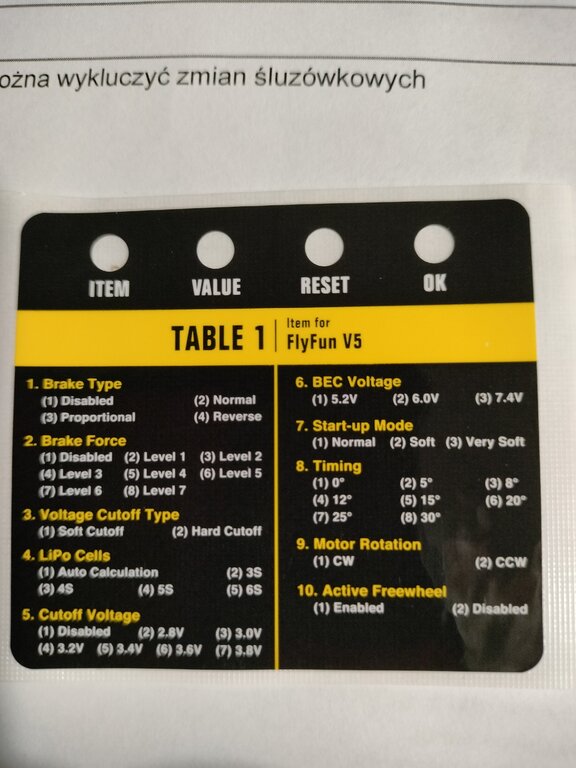 ożna wykluczyć zmian śluzówkowych
ITEM VALUE RESET OK
TABLE 1 Item for
FlyFun V5
1. Brake Type
(1) Disabled (2) Normal
(3) Proportional (4) Reverse
2. Brake Force
(1) Disabled (2) Level 1 (3) Level 2
(4) Level 3 (5) Level 4 (6) Level 5
(7) Level 6 (8) Level 7
3. Voltage Cutoff Type
(1) Soft Cutoff (2) Hard Cutoff
4. LiPo Cells
(1) Auto Calculation (2) 3S
(3) 4S (4) 5S (5) 6S
5. Cutoff Voltage
(1) Disabled (2) 2.8V (3) 3.0V
(4) 3.2V (5) 3.4V (6) 3.6V (7) 3.8V
6. BEC Voltage
(1) 5.2V (2) 6.0V (3) 7.4V
7. Start-up Mode
(1) Normal (2) Soft (3) Very Soft
8. Timing
(1) 0° (2) 5° (3) 8°
(4) 12° (5) 15° (6) 20°
(7) 25° (8) 30°
9. Motor Rotation
(1) CW (2) CCW
10. Active Freewheel
(1) Enabled (2) Disabled